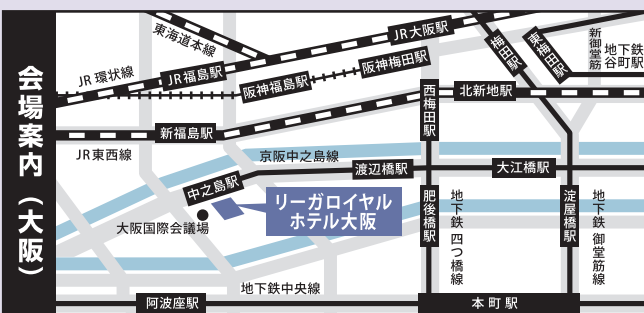 会場案内（大阪）
東海道本線
JR大阪駅
梅田駅
東梅田駅
新御堂筋
地下鉄
谷町駅
JR環状線
JR福島駅
阪神福島駅
阪神梅田駅
西梅田駅
北新地駅
新福島駅
JR東西線
京阪中之島線
中之島駅
渡辺橋駅
大江橋駅
リーガロイヤル
ホテル大阪
大阪国際会議場
肥後橋駅
地下鉄 四つ橋線
淀屋橋駅
地下鉄 御堂筋線
地下鉄中央線
阿波座駅
本町駅